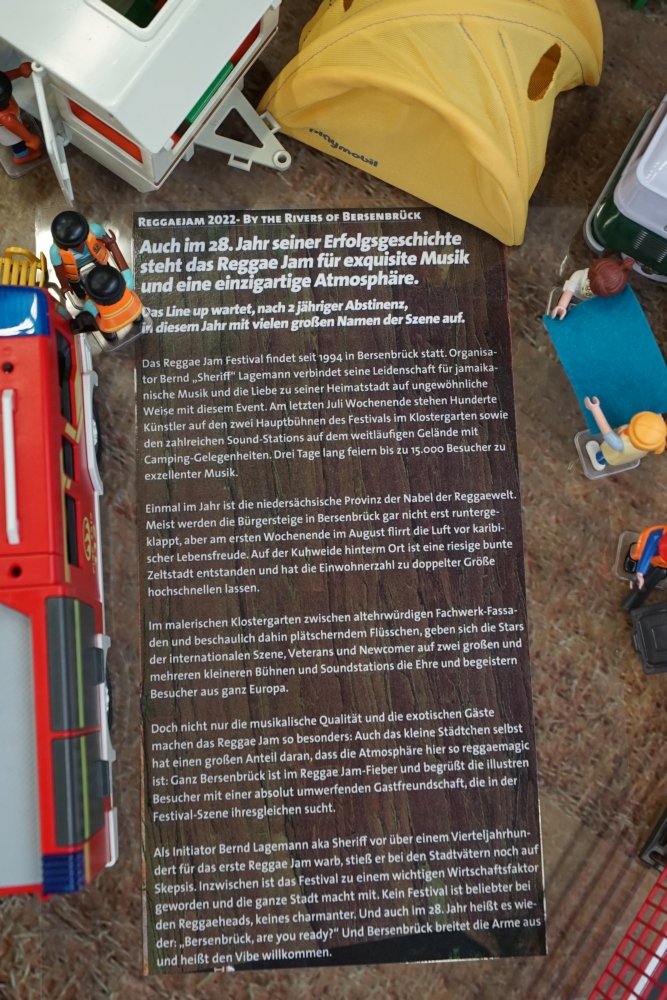 playmobil
REGGAEJAM 2022- BY THE RIVERS OF BERSENBRÜCK
Auch im 28. Jahr seiner Erfolgsgeschichte
steht das Reggae Jam für exquisite Musik
und eine einzigartige Atmosphäre.
Das Line up wartet, nach 2 jähriger Abstinenz,
in diesem Jahr mit vielen großen Namen der Szene auf.
Das Reggae Jam Festival findet seit 1994 in Bersenbrück statt. Organisa-
tor Bernd „Sheriff“ Lagemann verbindet seine Leidenschaft für jamaika-
nische Musik und die Liebe zu seiner Heimatstadt auf ungewöhnliche
Weise mit diesem Event. Am letzten Juli Wochenende stehen Hunderte
Künstler auf den zwei Hauptbühnen des Festivals im Klostergarten sowie
den zahlreichen Sound-Stations auf dem weitläufigen Gelände mit
Camping-Gelegenheiten. Drei Tage lang feiern bis zu 15.000 Besucher zu
exzellenter Musik.
Einmal im Jahr ist die niedersächsische Provinz der Nabel der Reggaewelt.
Meist werden die Bürgersteige in Bersenbrück gar nicht erst runterge-
klappt, aber am ersten Wochenende im August flirrt die Luft vor karibi-
scher Lebensfreude. Auf der Kuhweide hinterm Ort ist eine riesige bunte
Zeltstadt entstanden und hat die Einwohnerzahl zu doppelter Größe
hochschnellen lassen.
Im malerischen Klostergarten zwischen altehrwürdigen Fachwerk-Fassa-
den und beschaulich dahin plätscherndem Flüsschen, geben sich die Stars
der internationalen Szene, Veterans und Newcomer auf zwei großen und
mehreren kleineren Bühnen und Soundstations die Ehre und begeistern
Besucher aus ganz Europa.
Doch nicht nur die musikalische Qualität und die exotischen Gäste
machen das Reggae Jam so besonders: Auch das kleine Städtchen selbst
hat einen großen Anteil daran, dass die Atmosphäre hier so reggaemagic
ist: Ganz Bersenbrück ist im Reggae Jam-Fieber und begrüßt die illustren
Besucher mit einer absolut umwerfenden Gastfreundschaft, die in der
Festival-Szene ihresgleichen sucht.
Als Initiator Bernd Lagemann aka Sheriff vor über einem Vierteljahrhun-
dert für das erste Reggae Jam warb, stieß er bei den Stadtvätern noch auf
Skepsis. Inzwischen ist das Festival zu einem wichtigen Wirtschaftsfaktor
geworden und die ganze Stadt macht mit. Kein Festival ist beliebter bei
den Reggaeheads, keines charmanter. Und auch im 28. Jahr heißt es wie-
der: „Bersenbrück, are you ready?“ Und Bersenbrück breitet die Arme aus
und heißt den Vibe willkommen.